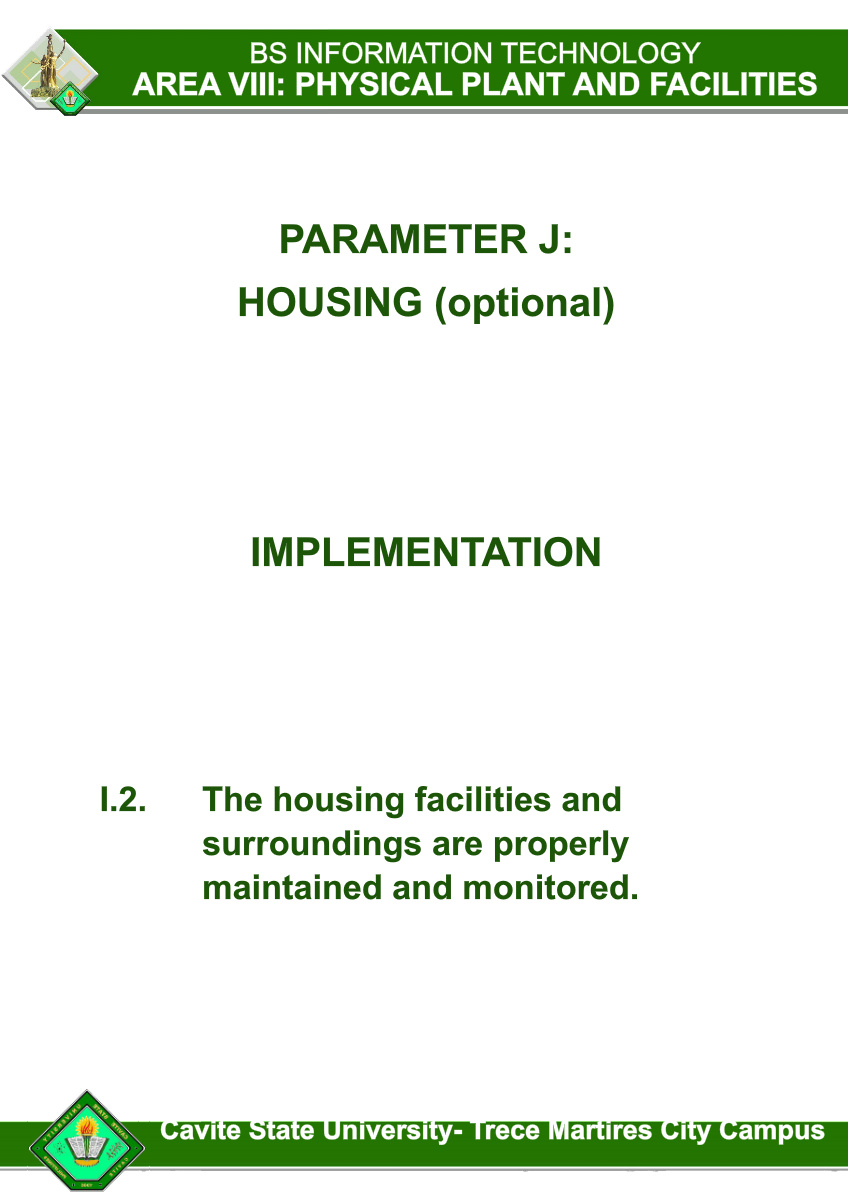 BS INFORMATION TECHNOLOGY
AREA VIII: PHYSICAL PLANT AND FACILITIES
PARAMETER J:
HOUSING (optional)
IMPLEMENTATION
I.2. The housing facilities and
surroundings are properly
maintained and monitored.
Cavite State University- Trece Martires City Campus